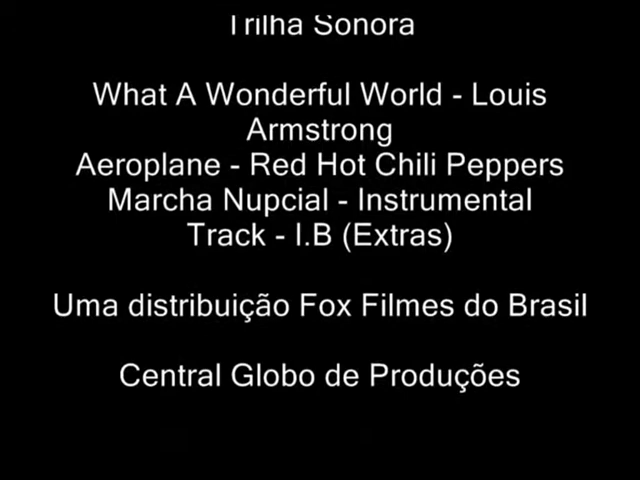 Trilha Sonora
What A Wonderful World - Louis
Armstrong
Aeroplane - Red Hot Chili Peppers
Marcha Nupcial - Instrumental
Track - I.B (Extras)
Uma distribuição Fox Filmes do Brasil
Central Globo de Produções